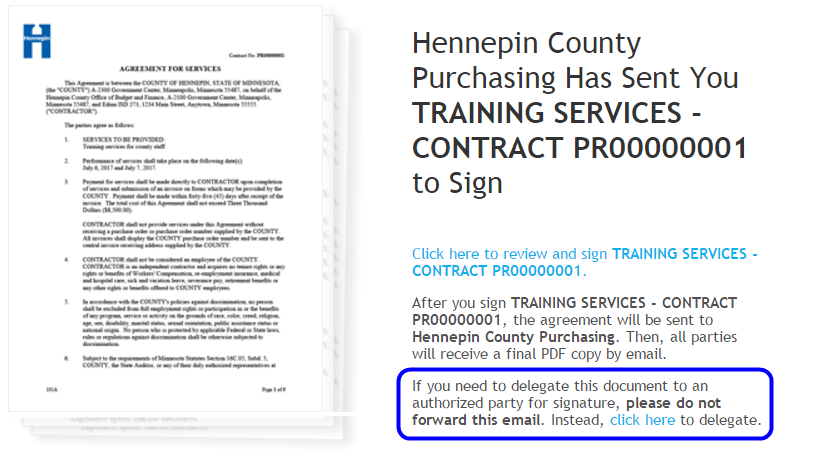 Hennepin
Contract No PR00000001
AGREEMENT FOR SERVICES
This Agreement is between the COUNTY OF HENNEPIN, STATE OF MINNESOTA,
(the "COUNTY") A-2300 Government Center, Minneapolis, Minnesota 55487, on behalf of the
Hennepin County Office of Budget and Finance, A-2300 Government Center, Minneapolis,
Minnesota 55487, and Edina ISD 273, 1234 Main Street, Anytown, Minnesota 55555
("CONTRACTOR").
The parties agree as follows:
1. SERVICES TO BE PROVIDED
Training services for county staff
2. Performance of services shall take place on the following date(s)
July 6, 2017 and July 7, 2017.
3. Payment for services shall be made directly to CONTRACTOR upon completion
of services and submission of an invoice on forms which may be provided by the
COUNTY. Payment shall be made within forty-five (45) days after receipt of the
invoice. The total cost of this Agreement shall not exceed Three Thousand
Dollars
CONTRACTOR shall not provide services under this Agreement without
receiving a purchase order or purchase order number supplied by the COUNTY.
All invoices shall display the COUNTY purchase order number and be sent to the
central invoice receiving address supplied by the COUNTY.
4. CONTRACTOR shall not be considered an employee of the COUNTY.
CONTRACTOR is an independent contractor and acquires no tenure rights or any
rights or benefits of Workers' Compensation, re-employment insurance, medical
and hospital care, sick and vacation leave, severance pay, retirement benefits or
any other rights or benefits offered to COUNTY employees.
5. In accordance with the COUNTY's policies against discrimination, no person
shall be excluded from full employment rights or participation in or the benefits
of any program, service or activity on the grounds of race, color, creed, religion,
age, sex, disability, marital status, sexual orientation, public assistance status or
national origin. No person who is protected by applicable Federal or State laws,
rules or regulations against discrimination shall be otherwise subjected to
discrimination.
6. Subject to the requirements of Minnesota Statutes Section 16C.05, Subd. 5,
COUNTY, the State Auditor, or any of their duly authorized representatives at
101A
Page 1 of
Hennepin County
Purchasing Has Sent You
TRAINING SERVICES -
CONTRACT PR00000001
to Sign
Click here to review and sign TRAINING SERVICES -
CONTRACT PR00000001.
After you sign TRAINING SERVICES - CONTRACT
PR00000001, the agreement will be sent to
Hennepin County Purchasing. Then, all parties
will receive a final PDF copy by email.
If you need to delegate this document to an
authorized party for signature, please do not
forward this email. Instead, click here to delegate.